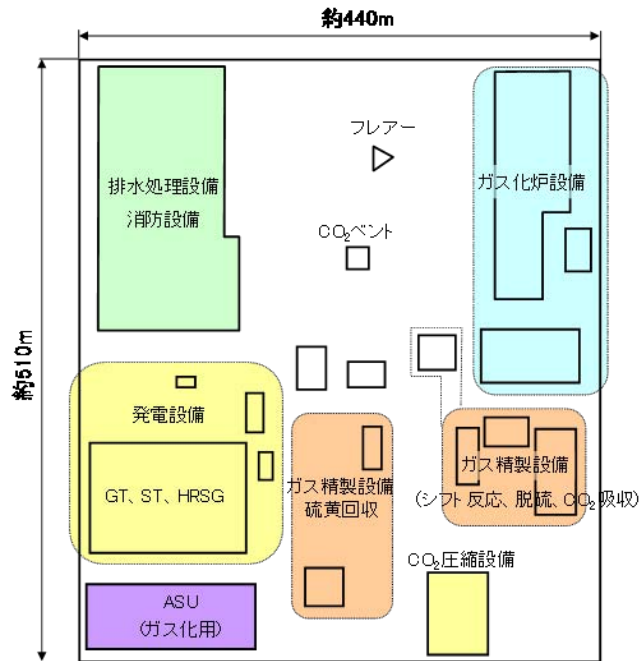 約440m
約510m
フレアー
ガス化炉設備
排水処理設備
消防設備
CO₂ベント
発電設備
GT、ST、HRSG
ガス精製設備
硫黄回収
ガス精製設備
(シフト反応、脱硫、CO₂吸収)
CO₂圧縮設備
ASU
(ガス化用)